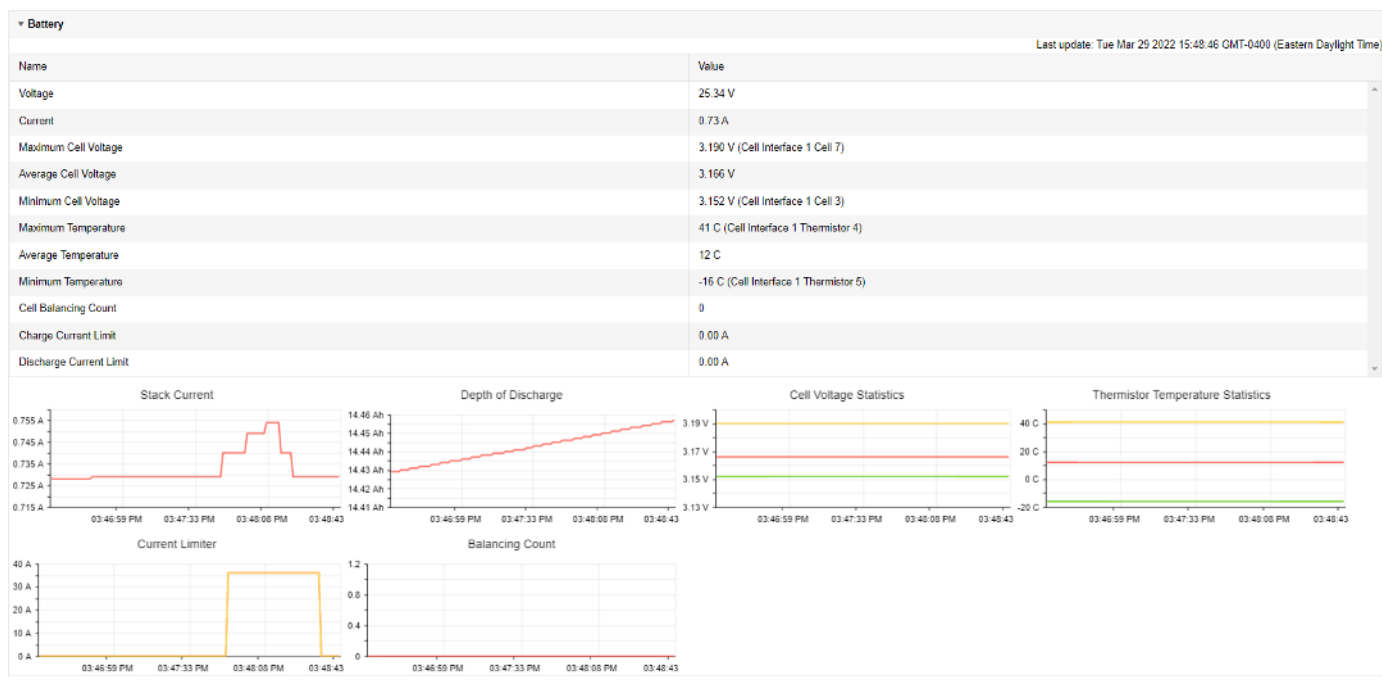 ▾ Battery
Last update: Tue Mar 29 2022 15:48:46 GMT-0400 (Eastern Daylight Time)
Name Value
Voltage 25.34 V
Current 0.73 A
Maximum Cell Voltage 3.190 V (Cell Interface 1 Cell 7)
Average Cell Voltage 3.166 V
Minimum Cell Voltage 3.152 V (Cell Interface 1 Cell 3)
Maximum Temperature 41 C (Cell Interface 1 Thermistor 4)
Average Temperature 12 C
Minimum Temperature -16 C (Cell Interface 1 Thermistor 5)
Cell Balancing Count 0
Charge Current Limit 0.00 A
Discharge Current Limit 0.00 A
Stack Current
0.755 A
0.745 A
0.735 A
0.725 A
0.715 A
03:46:59 PM 03:47:33 PM 03:48:08 PM 03:48:43
Depth of Discharge
14.46 Ah
14.45 Ah
14.44 Ah
14.43 Ah
14.42 Ah
14.41 Ah
03:46:59 PM 03:47:33 PM 03:48:08 PM 03:48:43
Cell Voltage Statistics
3.19 V
3.17 V
3.15 V
3.13 V
03:46:59 PM 03:47:33 PM 03:48:08 PM 03:48:43
Thermistor Temperature Statistics
40 C
20 C
0 C
-20 C
03:46:59 PM 03:47:33 PM 03:48:08 PM 03:48:43
Current Limiter
40 A
30 A
20 A
10 A
0 A
03:46:59 PM 03:47:33 PM 03:48:08 PM 03:48:43
Balancing Count
1.2
0.8
0.4
0
03:46:59 PM 03:47:33 PM 03:48:08 PM 03:48:43